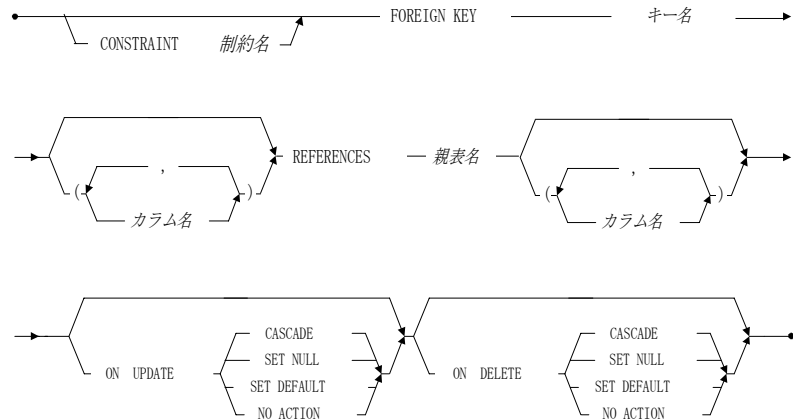 FOREIGN KEY キー名
CONSTRAINT 制約名
REFERENCES 親表名
( , )
カラム名
( , )
カラム名
ON UPDATE
CASCADE
SET NULL
SET DEFAULT
NO ACTION
ON DELETE
CASCADE
SET NULL
SET DEFAULT
NO ACTION